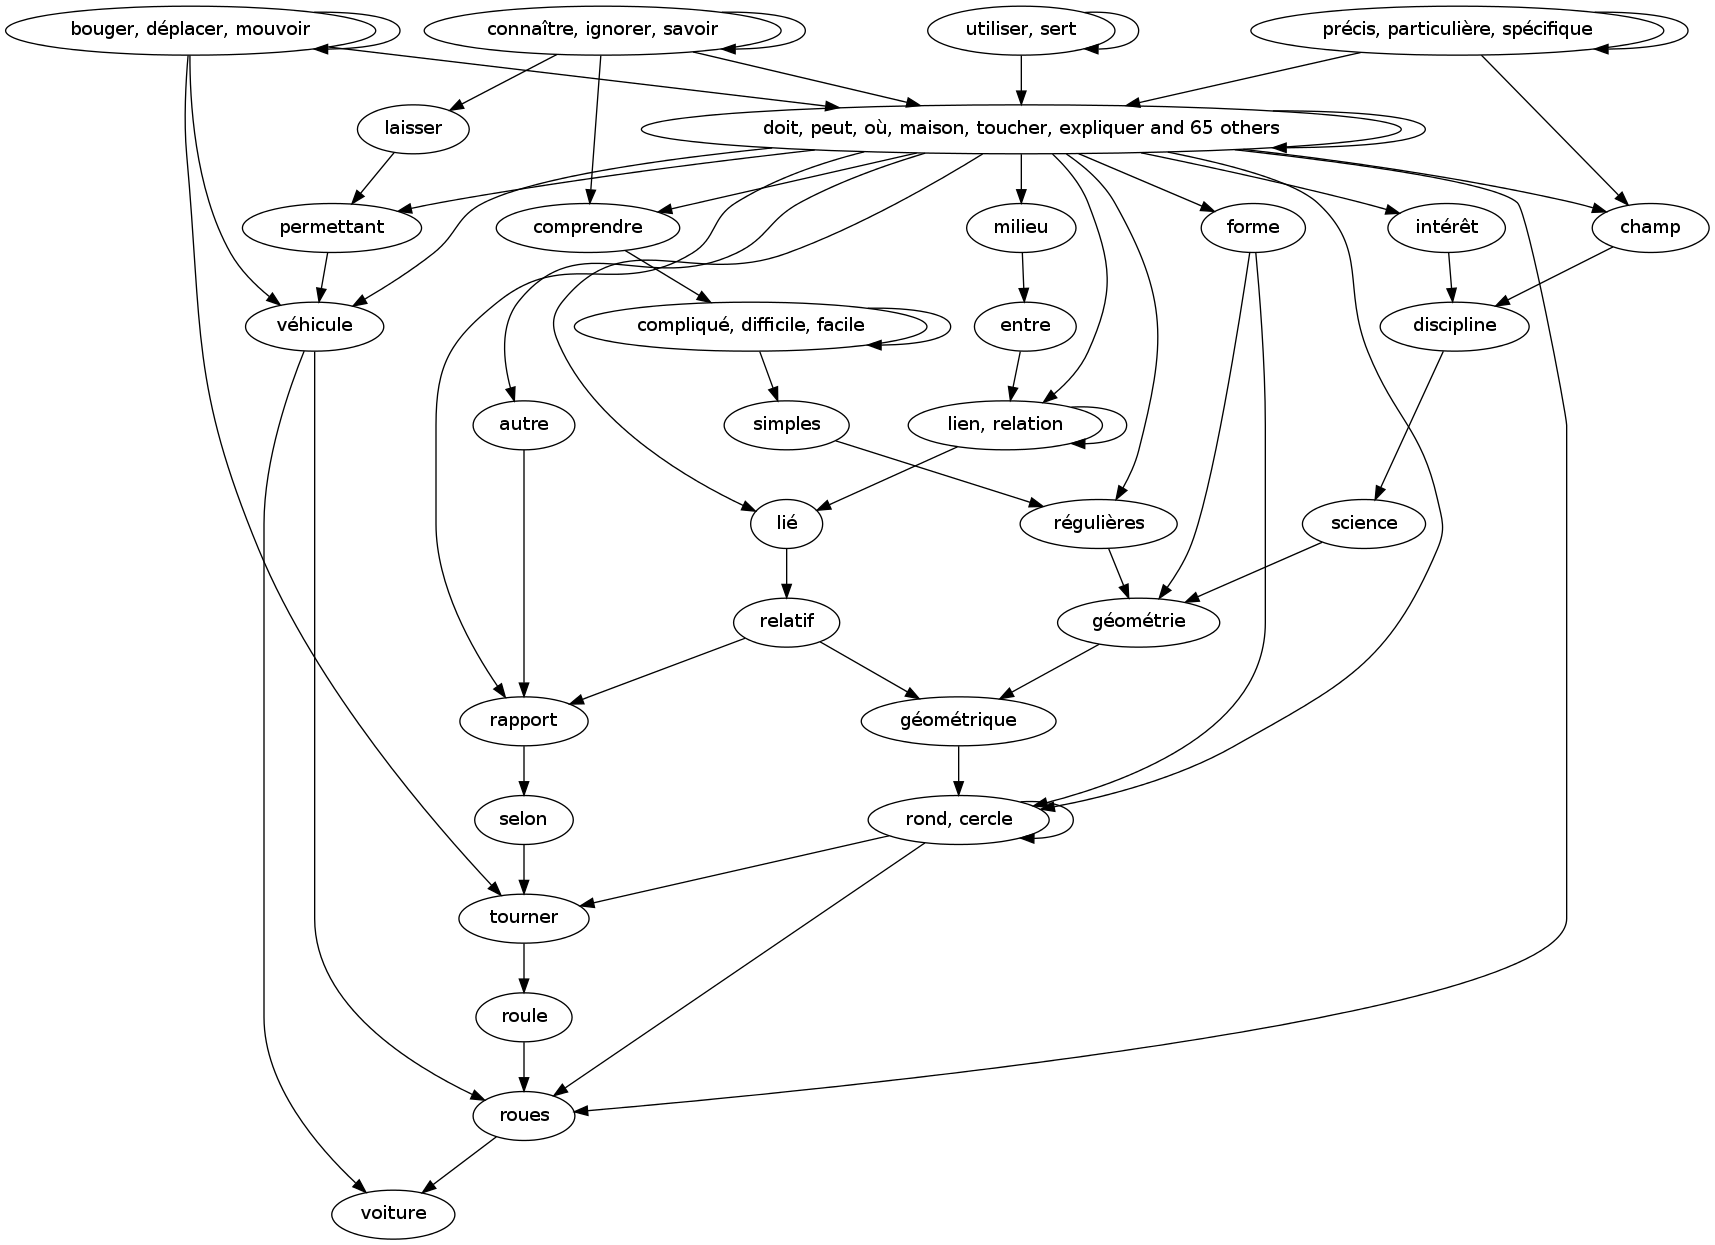 bouger, déplacer, mouvoir
connaître, ignorer, savoir
utiliser, sert
précis, particulière, spécifique
laisser
doit, peut, où, maison, toucher, expliquer and 65 others
permettant
comprendre
milieu
forme
intérêt
champ
véhicule
compliqué, difficile, facile
entre
discipline
autre
simples
lien, relation
lié
régulières
science
relatif
géométrie
rapport
géométrique
selon
rond, cercle
tourner
roule
roues
voiture